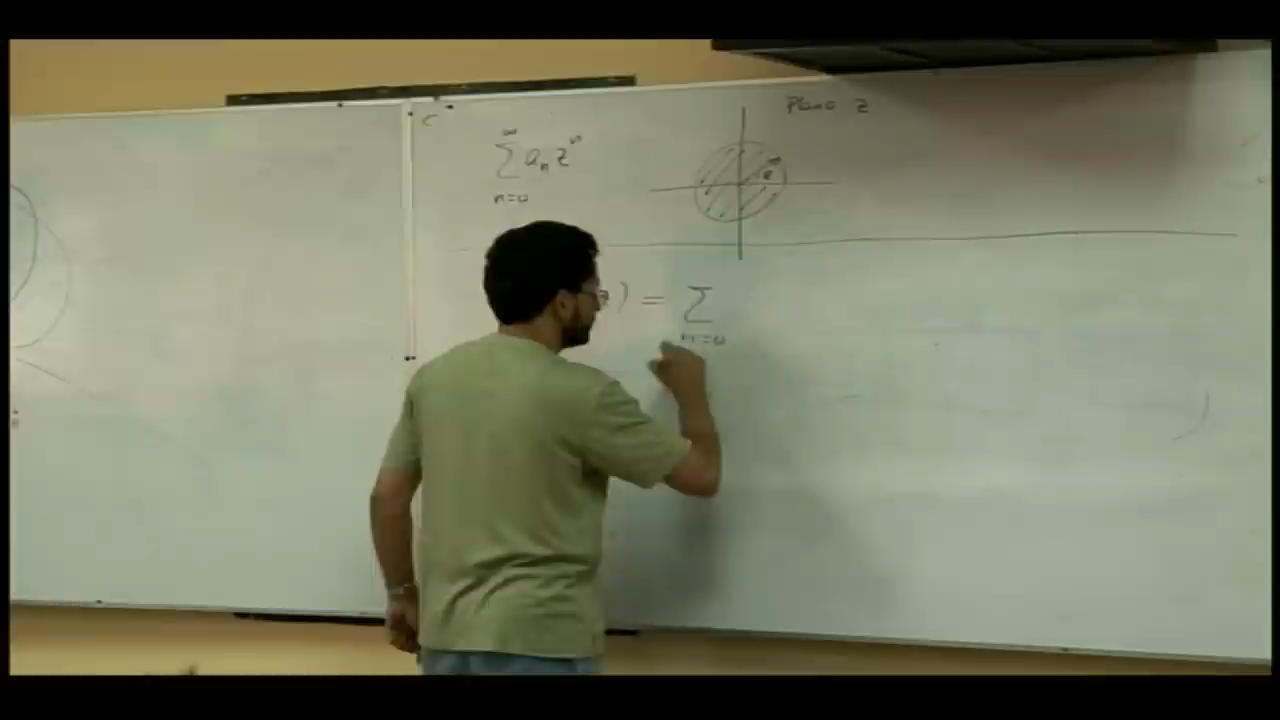 Plano z
∞
∑ aₙ zⁿ
n=0
z) = ∑
n=0